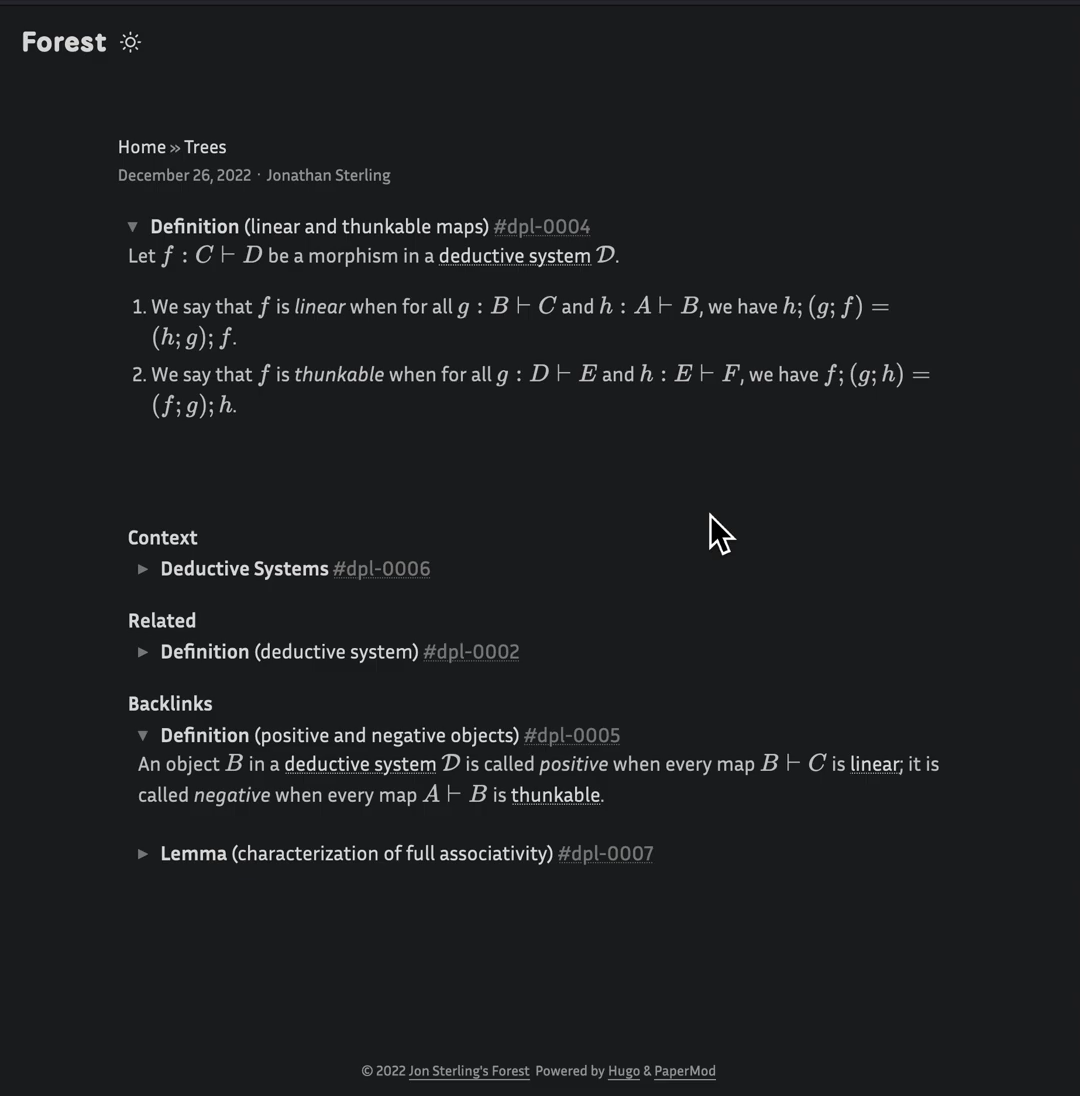 Forest
Home » Trees
December 26, 2022 · Jonathan Sterling
▼ Definition (linear and thunkable maps) #dpl-0004
Let f : C ⊢ D be a morphism in a deductive system 𝒟.
1. We say that f is linear when for all g : B ⊢ C and h : A ⊢ B, we have h; (g; f) =
(h; g); f.
2. We say that f is thunkable when for all g : D ⊢ E and h : E ⊢ F, we have f; (g; h) =
(f; g); h.
Context
▶ Deductive Systems #dpl-0006
Related
▶ Definition (deductive system) #dpl-0002
Backlinks
▼ Definition (positive and negative objects) #dpl-0005
An object B in a deductive system 𝒟 is called positive when every map B ⊢ C is linear; it is
called negative when every map A ⊢ B is thunkable.
▶ Lemma (characterization of full associativity) #dpl-0007
© 2022 Jon Sterling's Forest Powered by Hugo & PaperMod